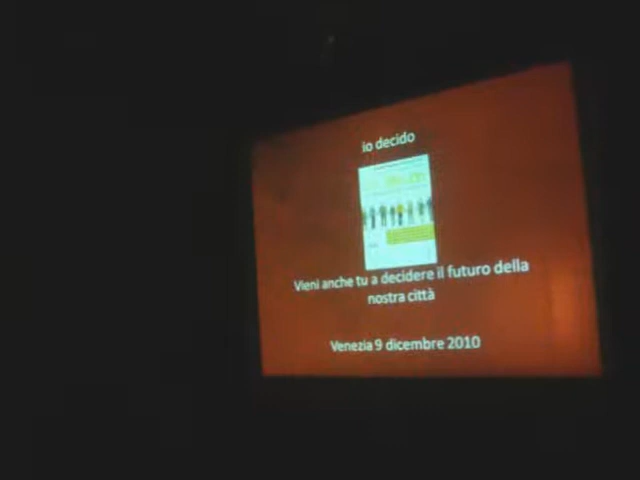 io decido
Vieni anche tu a decidere il futuro della
nostra città
Venezia 9 dicembre 2010